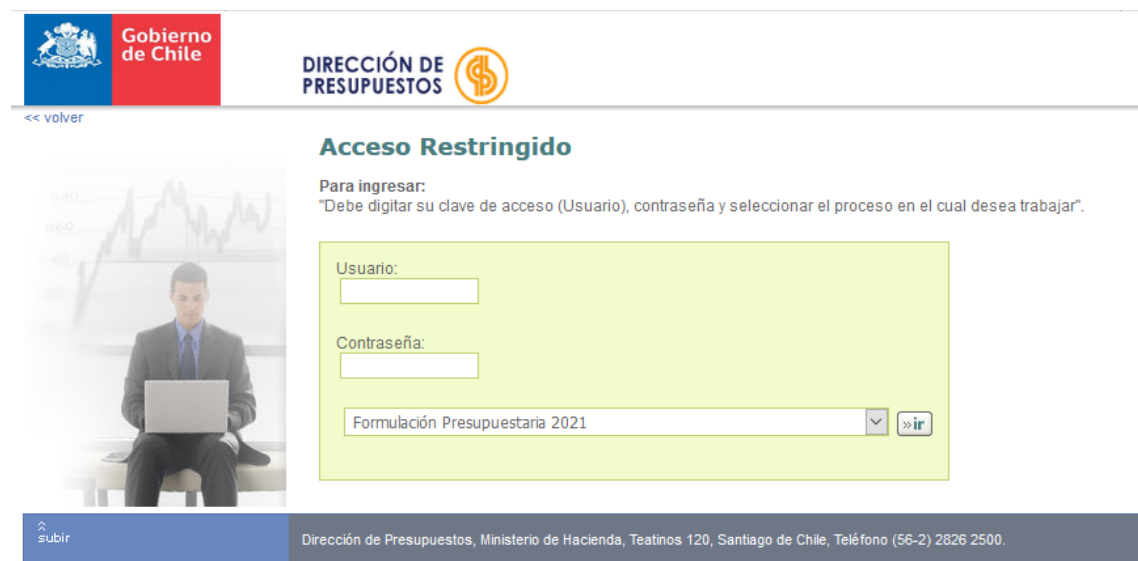 Gobierno
de Chile
DIRECCIÓN DE
PRESUPUESTOS
<< volver
Acceso Restringido
Para ingresar:
"Debe digitar su clave de acceso (Usuario), contraseña y seleccionar el proceso en el cual desea trabajar".
Usuario:
Contraseña:
Formulación Presupuestaria 2021
»ir
subir
Dirección de Presupuestos, Ministerio de Hacienda, Teatinos 120, Santiago de Chile, Teléfono (56-2) 2826 2500.